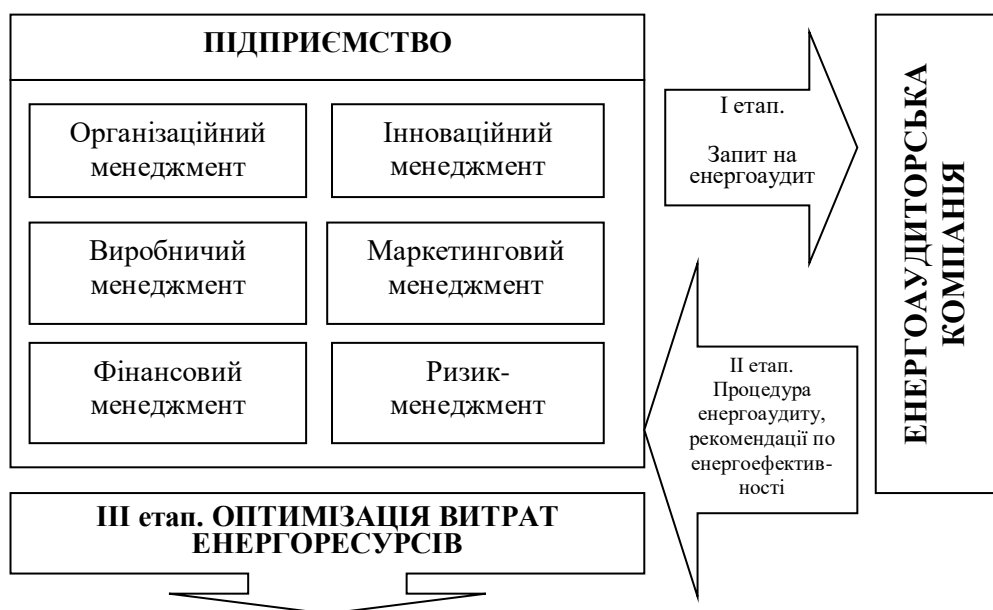 ПІДПРИЄМСТВО
Організаційний
менеджмент
Інноваційний
менеджмент
Виробничий
менеджмент
Маркетинговий
менеджмент
Фінансовий
менеджмент
Ризик-
менеджмент
І етап.
Запит на
енергоаудит
ІІ етап.
Процедура
енергоаудиту,
рекомендації по
енергоефектив-
ності
ЕНЕРГОАУДИТОРСЬКА
КОМПАНІЯ
ІІІ етап. ОПТИМІЗАЦІЯ ВИТРАТ
ЕНЕРГОРЕСУРСІВ